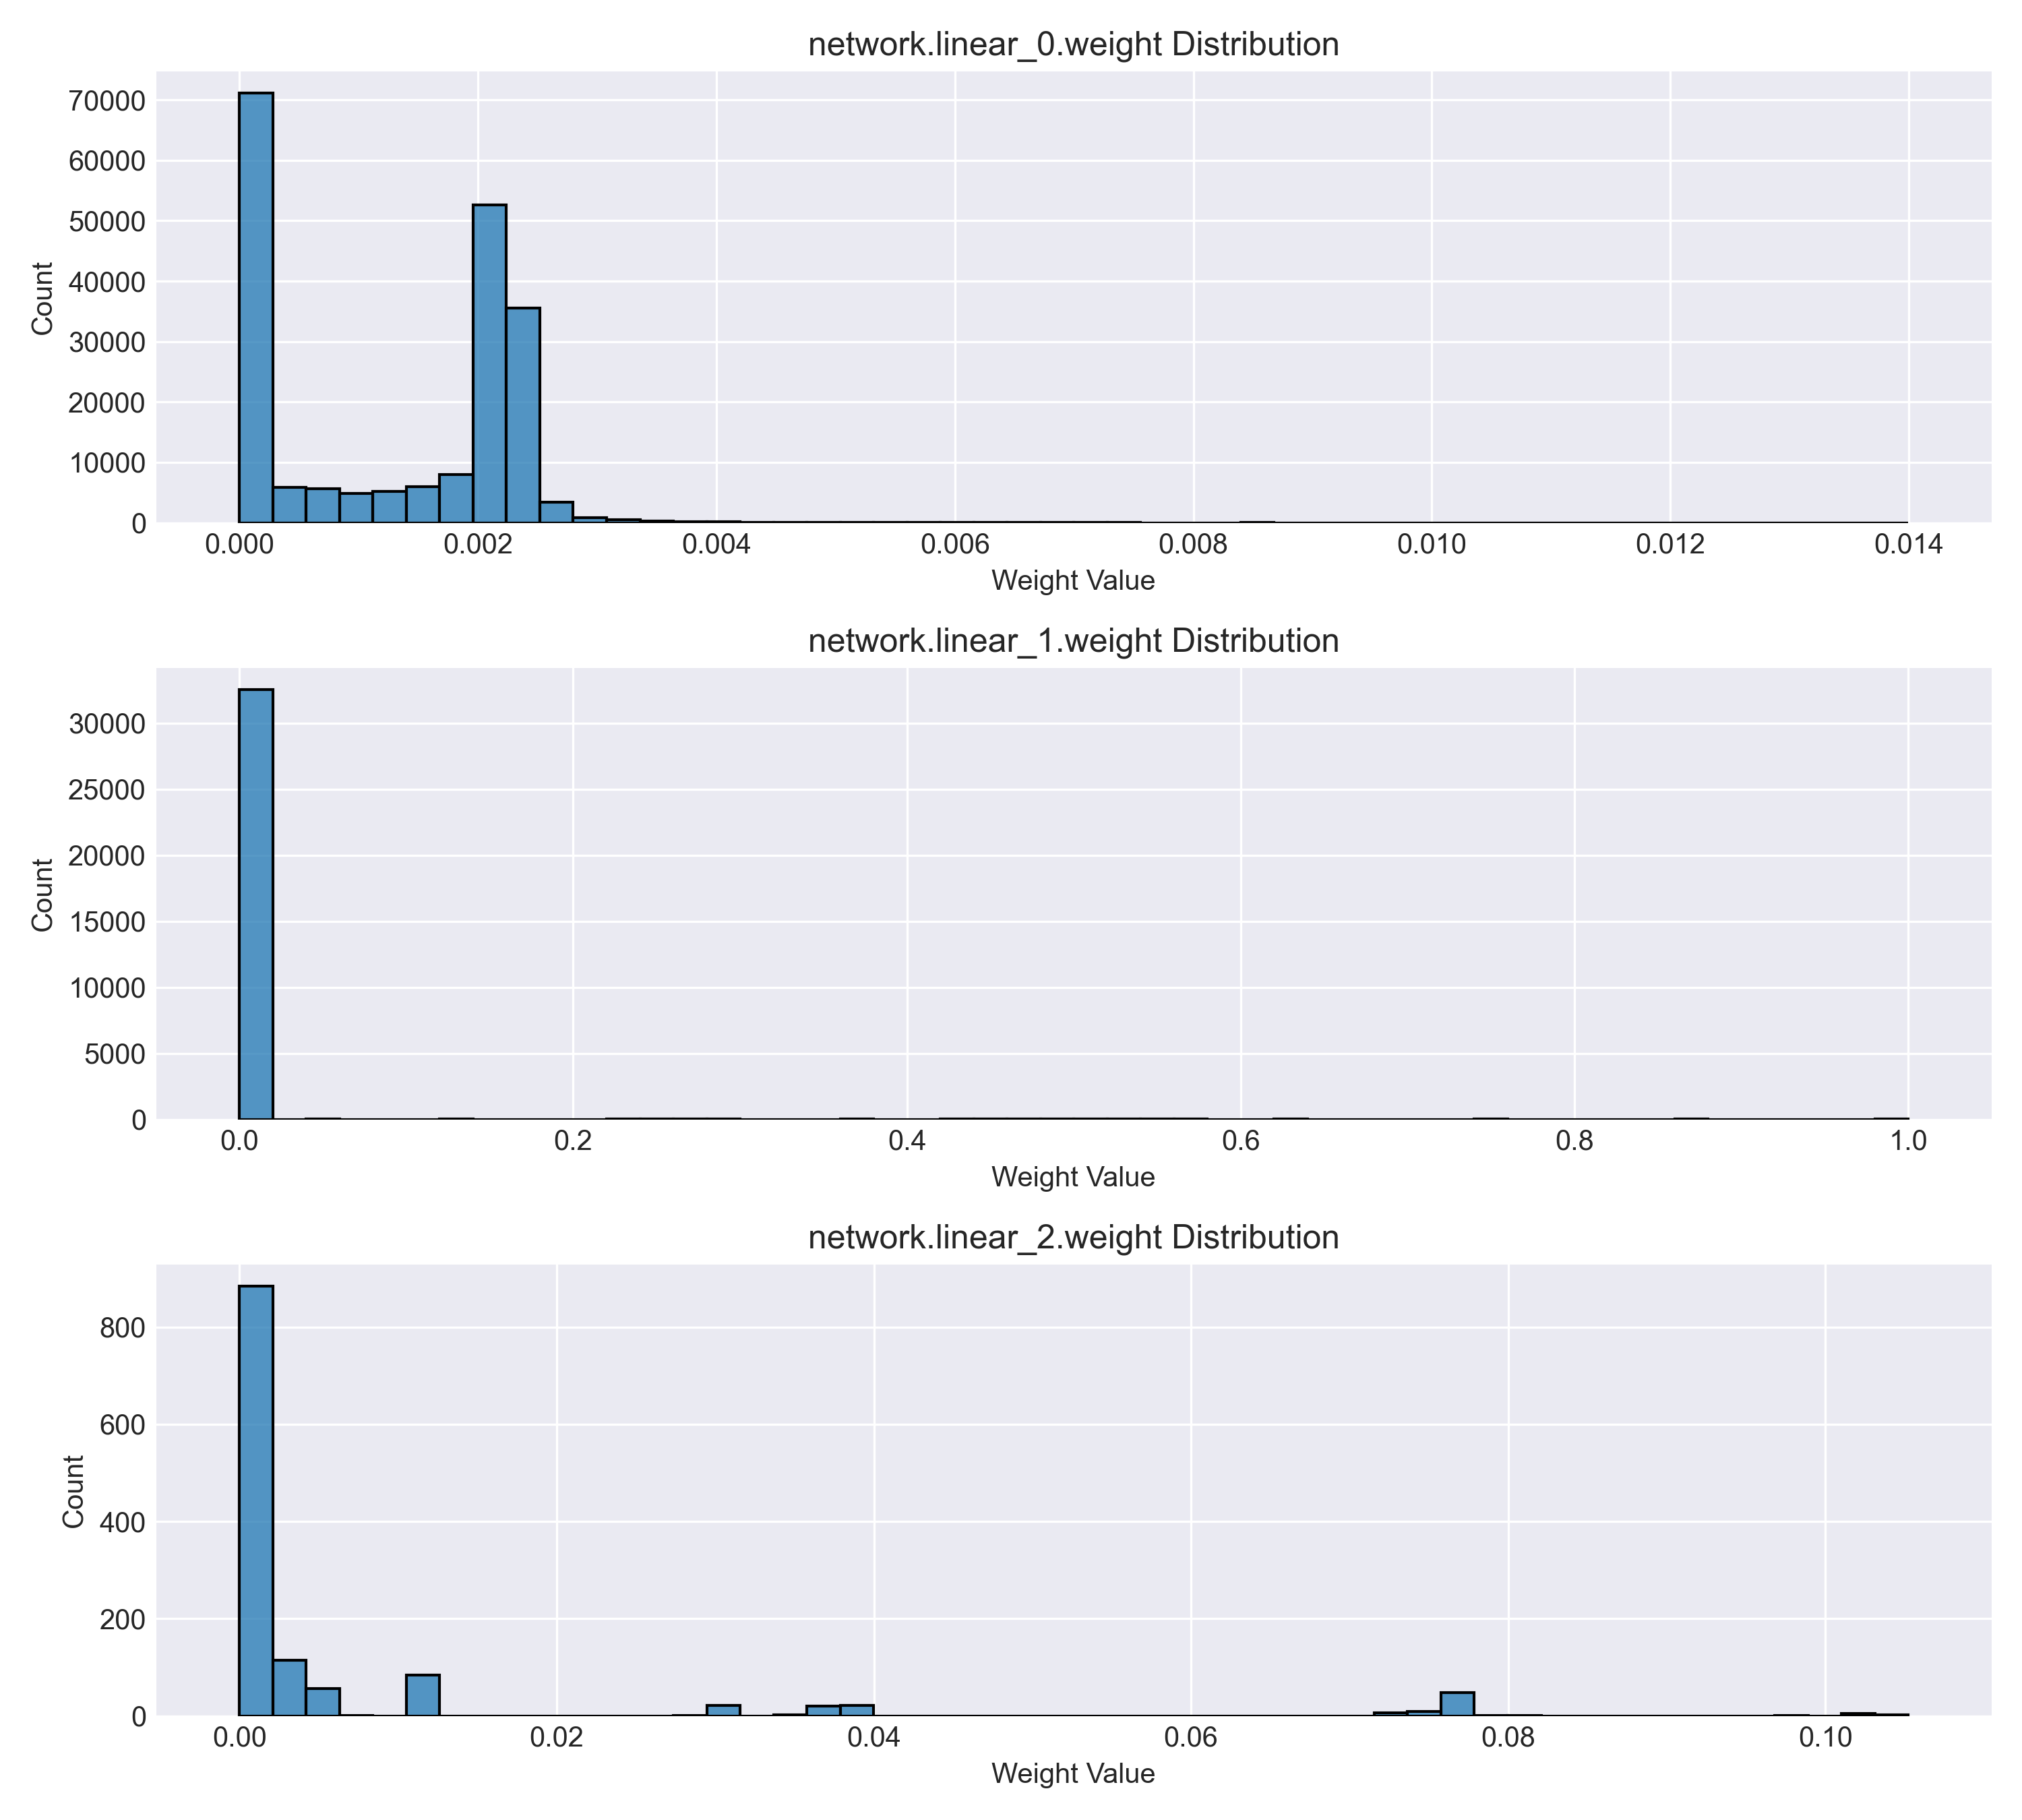 network.linear_0.weight Distribution
70000
60000
50000
40000
30000
20000
10000
0
Count
0.000 0.002 0.004 0.006 0.008 0.010 0.012 0.014
Weight Value
network.linear_1.weight Distribution
30000
25000
20000
15000
10000
5000
0
Count
0.0 0.2 0.4 0.6 0.8 1.0
Weight Value
network.linear_2.weight Distribution
800
600
400
200
0
Count
0.00 0.02 0.04 0.06 0.08 0.10
Weight Value